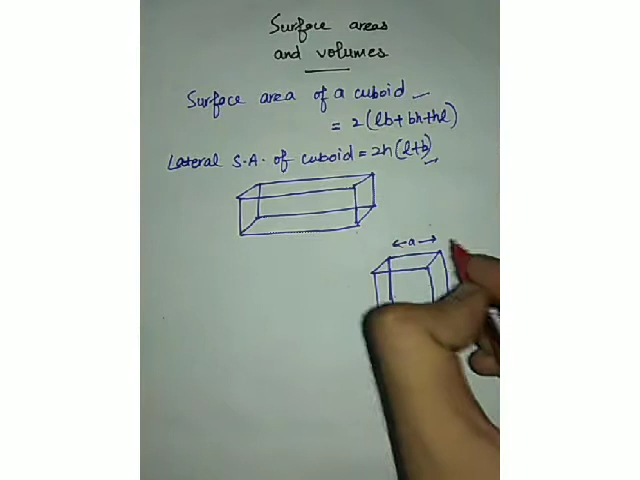 Surface areas
and volumes
Surface area of a cuboid
= 2(lb+bh+hl)
Lateral S.A. of cuboid = 2h(l+b)
a